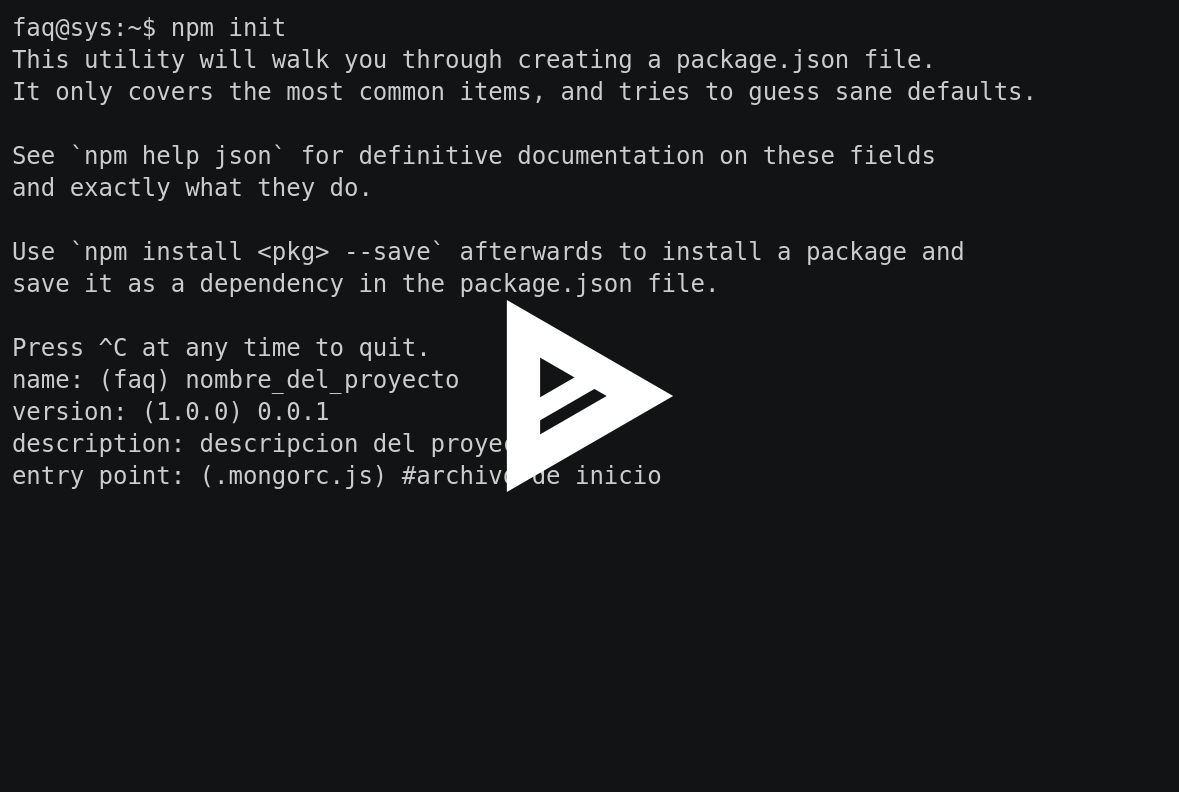 faq@sys:~$ npm init
This utility will walk you through creating a package.json file.
It only covers the most common items, and tries to guess sane defaults.
See `npm help json` for definitive documentation on these fields
and exactly what they do.
Use `npm install <pkg> --save` afterwards to install a package and
save it as a dependency in the package.json file.
Press ^C at any time to quit.
name: (faq) nombre_del_proyecto
version: (1.0.0) 0.0.1
description: descripcion del
entry point: (.mongorc.js) #archivo de inicio